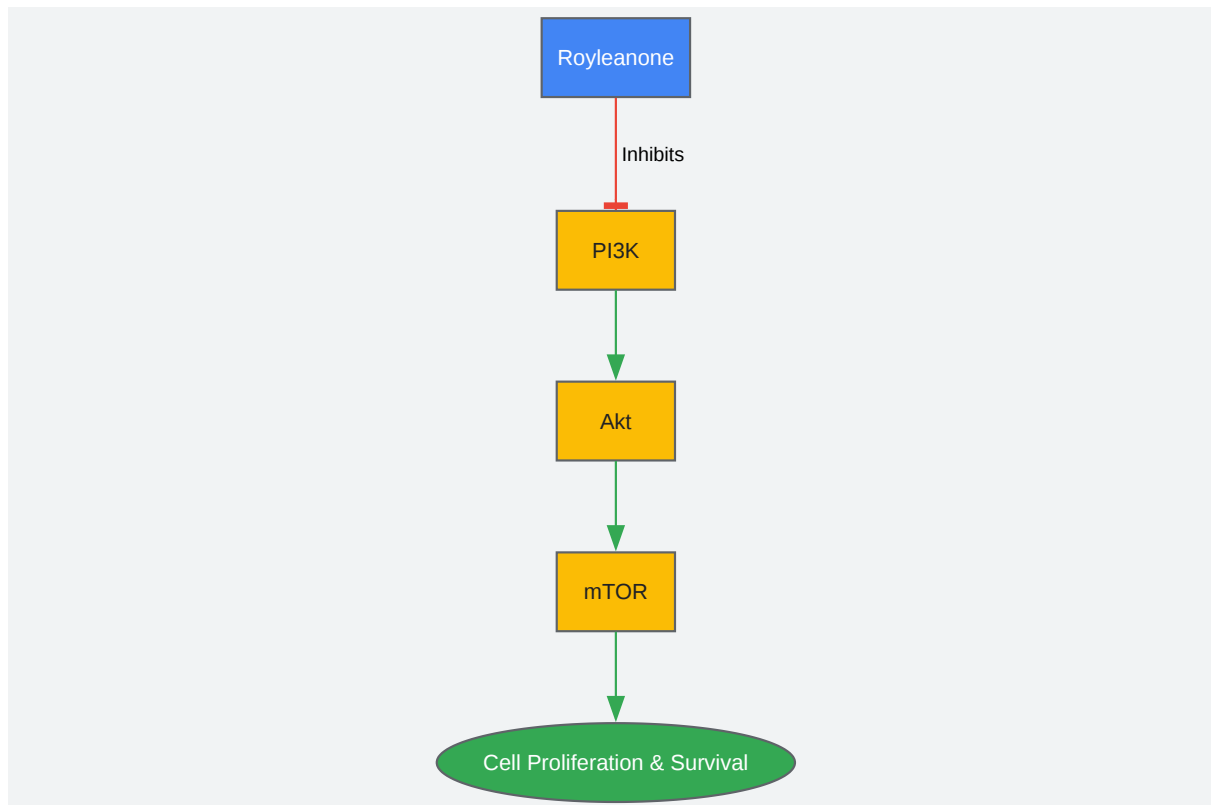 Royleanone
Inhibits
PI3K
Akt
mTOR
Cell Proliferation & Survival